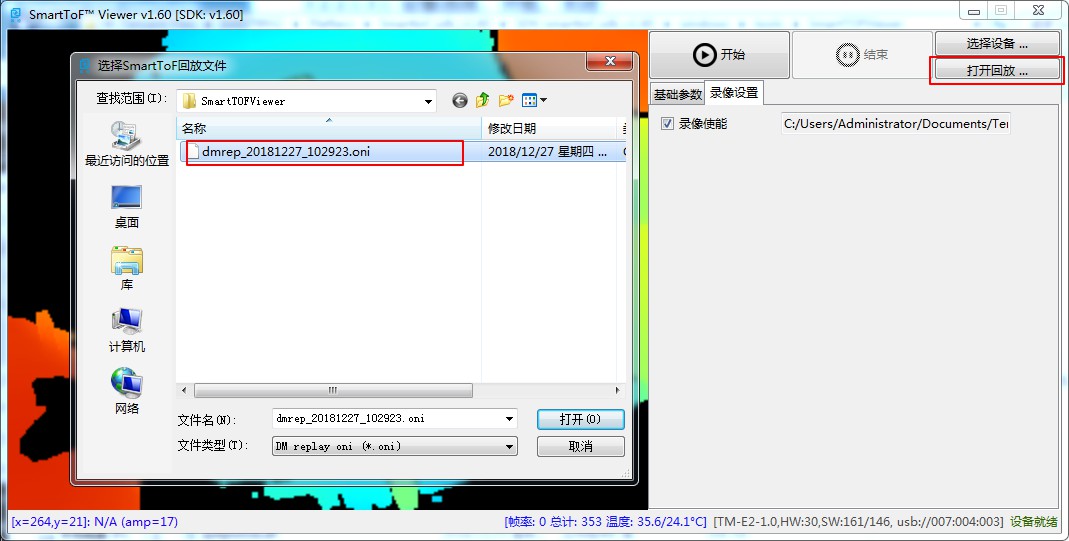 SmartToF™ Viewer v1.60 [SDK: v1.60]
选择SmartToF回放文件
查找范围(I):
SmartTOFViewer
名称
修改日期
dmrep_20181227_102923.oni
2018/12/27 星期四 ...
最近访问的位置
桌面
库
计算机
网络
文件名(N):
dmrep_20181227_102923.oni
打开(O)
文件类型(T):
DM replay oni (*.oni)
取消
开始
结束
选择设备 ...
打开回放 ...
基础参数
录像设置
录像使能
C:/Users/Administrator/Documents/Te
[x=264,y=21]: N/A (amp=17)
[帧率: 0 总计: 353 温度: 35.6/24.1°C]
[TM-E2-1.0,HW:30,SW:161/146, usb://007:004:003]
设备就绪